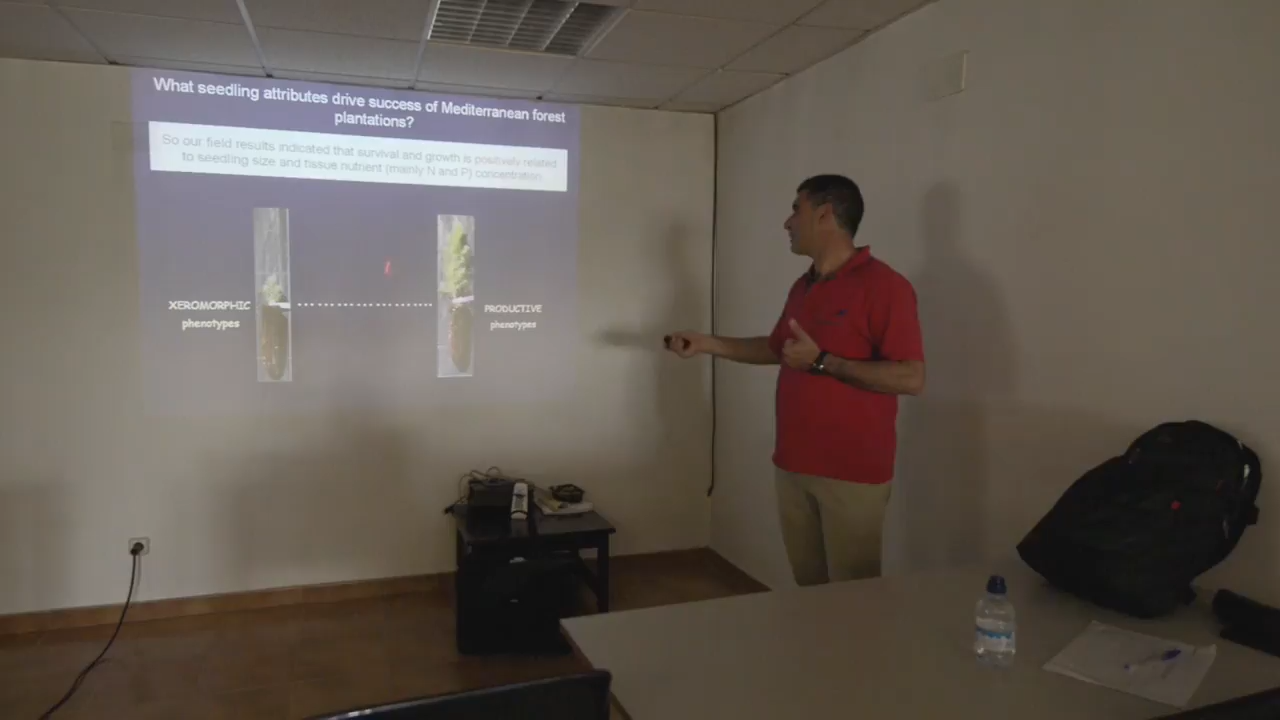 What seedling attributes drive success of Mediterranean forest
plantations?
So our field results indicated that survival and growth is positively related
to seedling size and tissue nutrient (mainly N and P) concentration
XEROMORPHIC
phenotypes
PRODUCTIVE
phenotypes